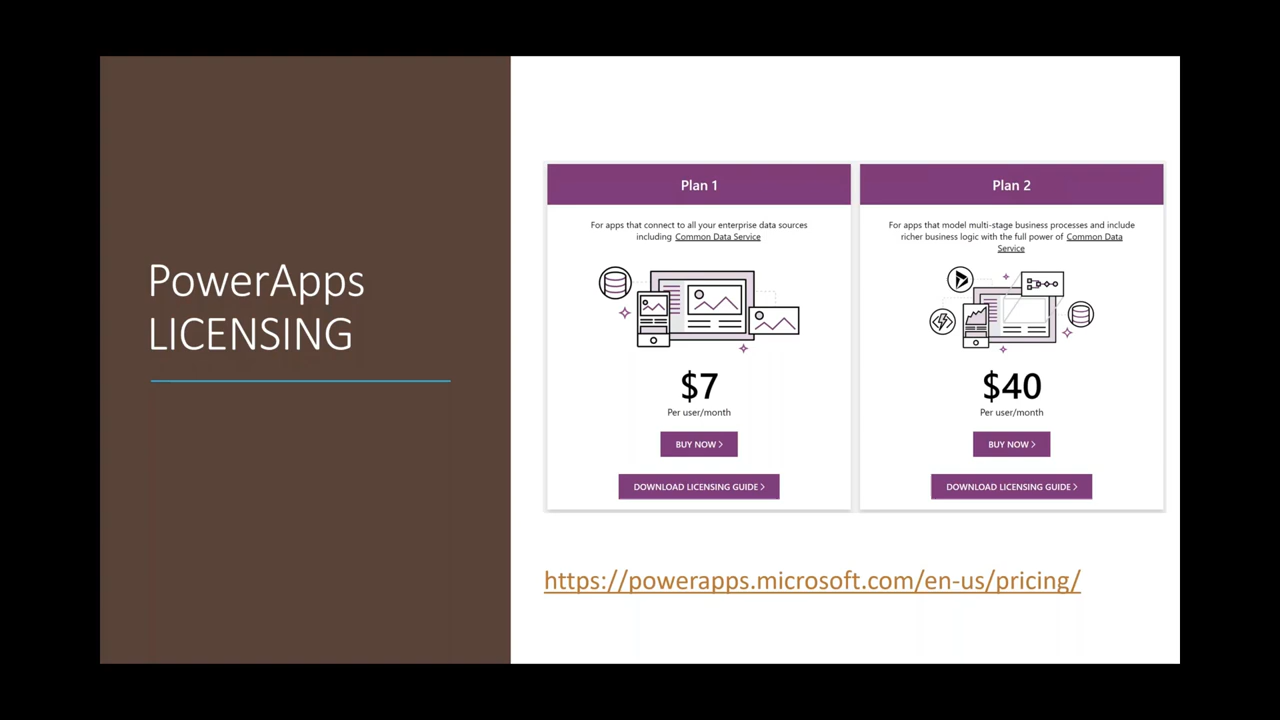 PowerApps
LICENSING
Plan 1
For apps that connect to all your enterprise data sources
including Common Data Service
$7
Per user/month
BUY NOW >
DOWNLOAD LICENSING GUIDE >
Plan 2
For apps that model multi-stage business processes and include
richer business logic with the full power of Common Data
Service
$40
Per user/month
BUY NOW >
DOWNLOAD LICENSING GUIDE >
https://powerapps.microsoft.com/en-us/pricing/